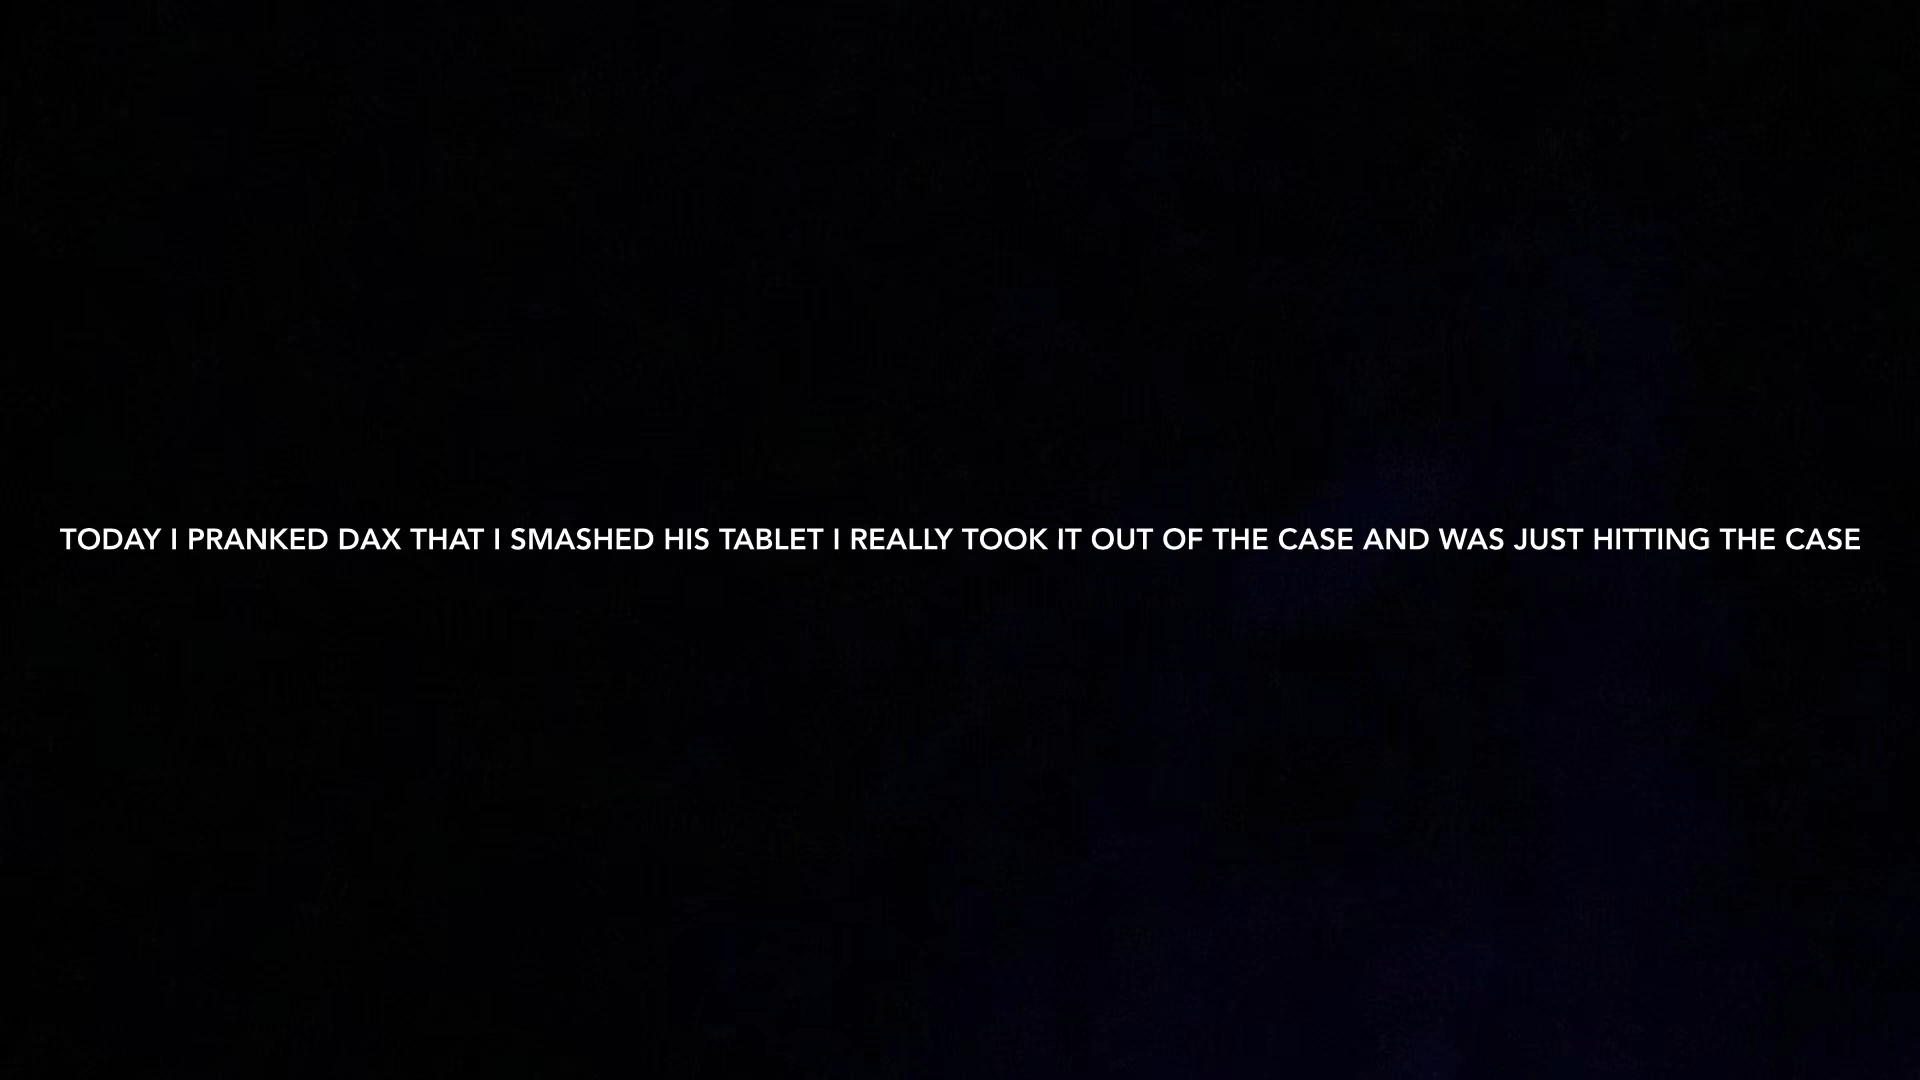 TODAY I PRANKED DAX THAT I SMASHED HIS TABLET I REALLY TOOK IT OUT OF THE CASE AND WAS JUST HITTING THE CASE